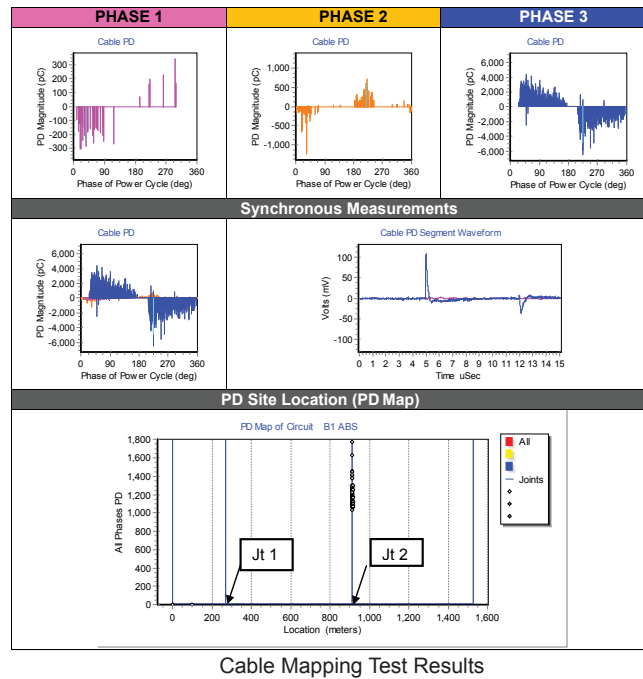 PHASE 1
PHASE 2
PHASE 3
Cable PD
PD Magnitude (pC)
300
200
100
0
-100
-200
-300
0 90 180 270 360
Phase of Power Cycle (deg)
Cable PD
PD Magnitude (pC)
1,000
500
0
-500
-1,000
0 90 180 270 360
Phase of Power Cycle (deg)
Cable PD
PD Magnitude (pC)
6,000
4,000
2,000
0
-2,000
-4,000
-6,000
0 90 180 270 360
Phase of Power Cycle (deg)
Synchronous Measurements
Cable PD
PD Magnitude (pC)
6,000
4,000
2,000
0
-2,000
-4,000
-6,000
0 90 180 270 360
Phase of Power Cycle (deg)
Cable PD Segment Waveform
Volts (mV)
100
50
0
-50
-100
0 1 2 3 4 5 6 7 8 9 10 11 12 13 14 15
Time uSec
PD Site Location (PD Map)
PD Map of Circuit B1 ABS
All Phases PD
1,800
1,600
1,400
1,200
1,000
800
600
400
200
0
0 200 400 600 800 1,000 1,200 1,400 1,600
Location (meters)
Jt 1
Jt 2
All
Joints
Cable Mapping Test Results